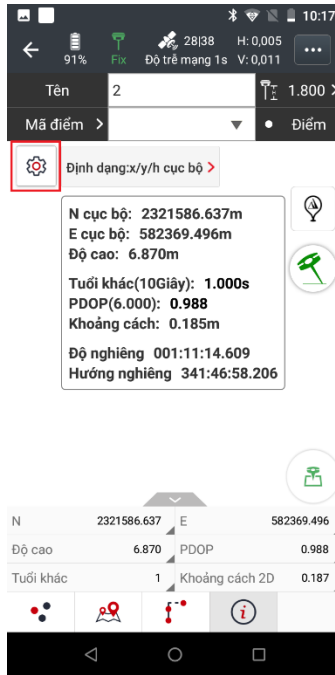 10:17
28|38 H: 0,005
91% Fix Độ trễ mạng 1s V: 0,011
Tên 2 1.800
Mã điểm > Điểm
Định dạng:x/y/h cục bộ >
N cục bộ: 2321586.637m
E cục bộ: 582369.496m
Độ cao: 6.870m
Tuổi khác(10Giây): 1.000s
PDOP(6.000): 0.988
Khoảng cách: 0.185m
Độ nghiêng 001:11:14.609
Hướng nghiêng 341:46:58.206
N 2321586.637 E 582369.496
Độ cao 6.870 PDOP 0.988
Tuổi khác 1 Khoảng cách 2D 0.187